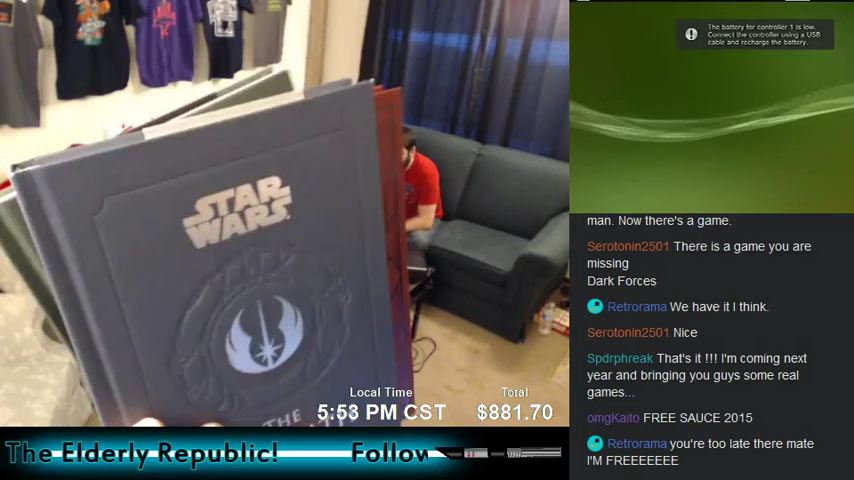 The battery for controller 1 is low.
Connect the controller using a USB
cable and recharge the battery.
STAR
WARS
THE
man. Now there's a game.
Serotonin2501 There is a game you are
missing
Dark Forces
Retrorama We have it I think.
Serotonin2501 Nice
Spdrphreak That's it !!! I'm coming next
year and bringing you guys some real
games...
omgKaito FREE SAUCE 2015
Retrorama you're too late there mate
I'M FREEEEEEE
Local Time
5:53 PM CST
Total
$881.70
The Elderly Republic! Follow